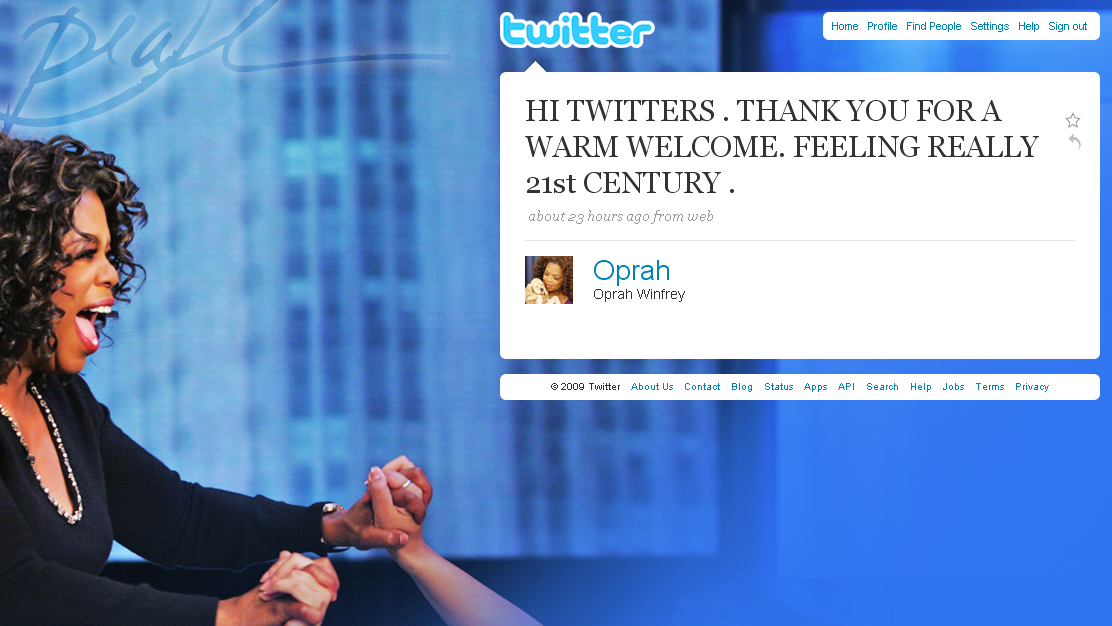 Oprah
twitter
Home Profile Find People Settings Help Sign out
HI TWITTERS . THANK YOU FOR A
WARM WELCOME. FEELING REALLY
21st CENTURY .
about 23 hours ago from web
Oprah
Oprah Winfrey
© 2009 Twitter About Us Contact Blog Status Apps API Search Help Jobs Terms Privacy